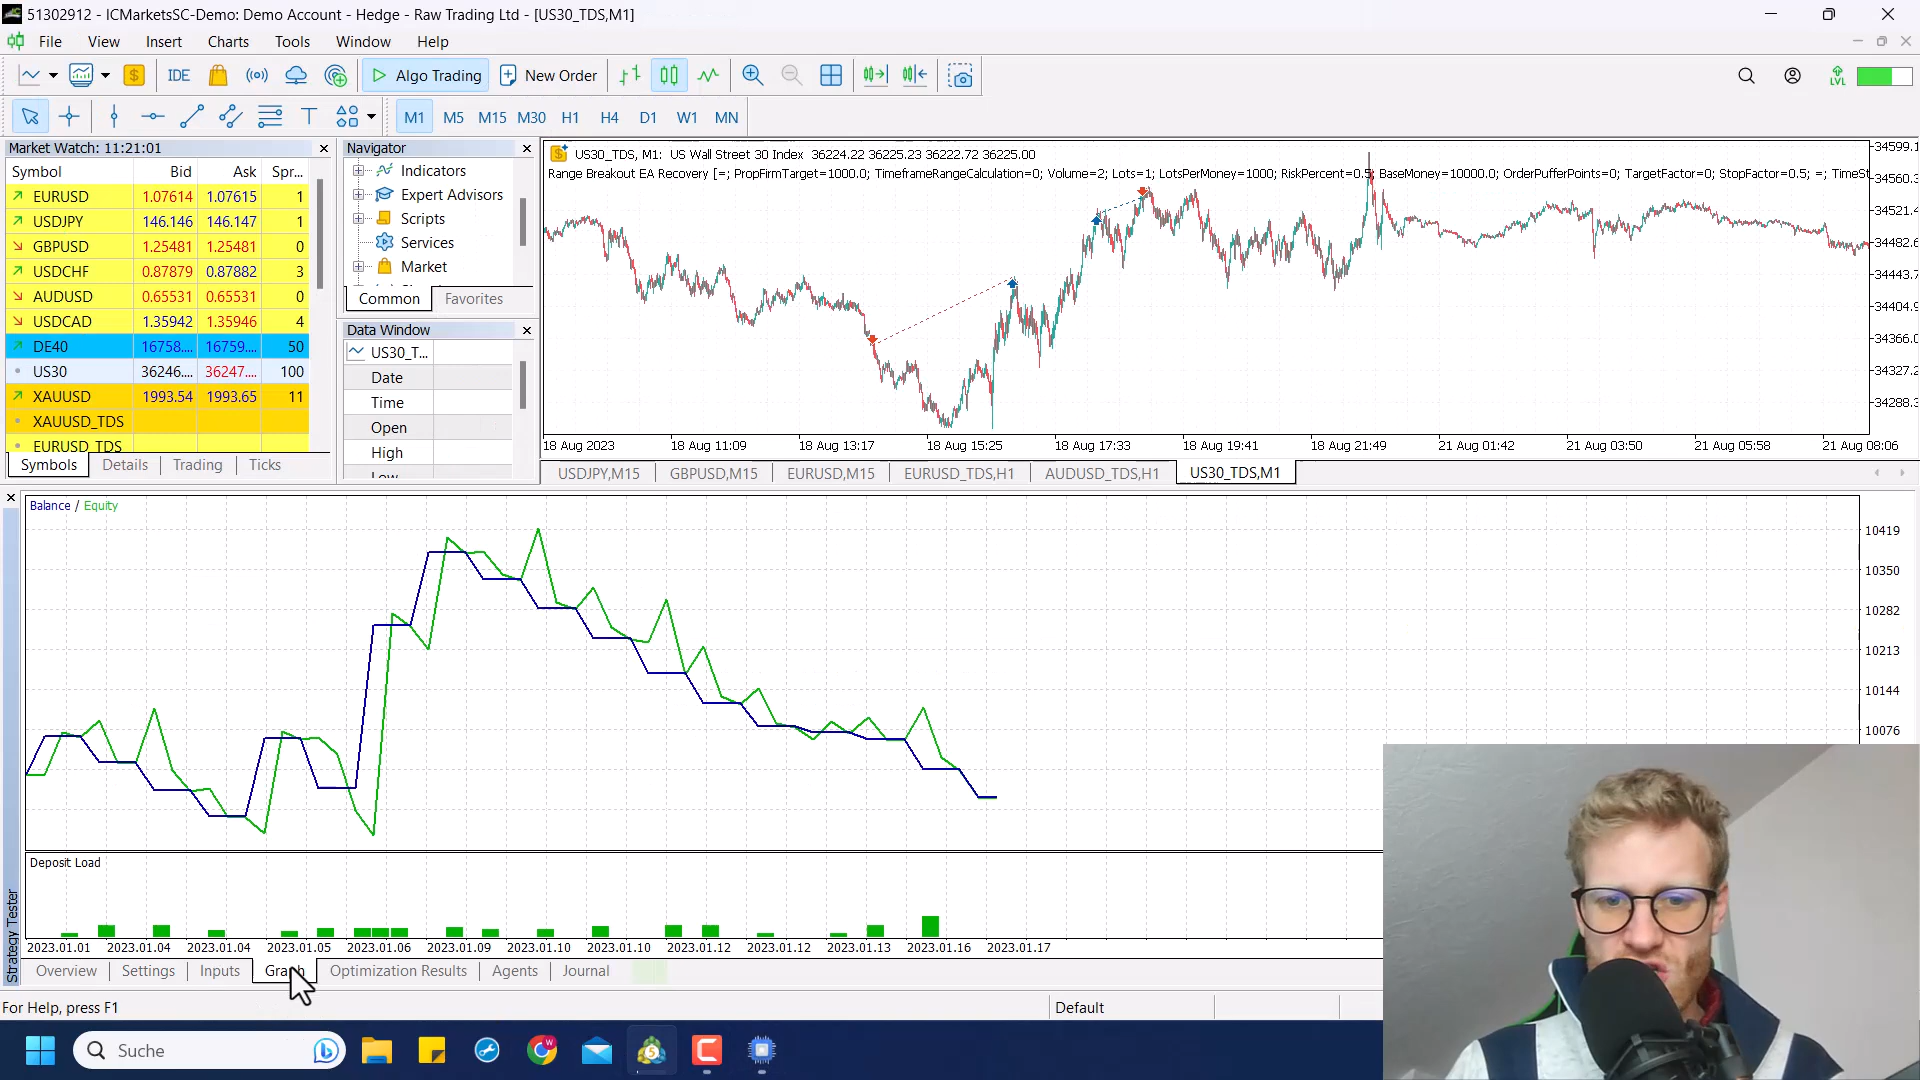 51302912 - ICMarketsSC-Demo: Demo Account - Hedge - Raw Trading Ltd - [US30_TDS,M1]
File View Insert Charts Tools Window Help
IDE Algo Trading New Order LVL
M1 M5 M15 M30 H1 H4 D1 W1 MN
Market Watch: 11:21:01
Symbol Bid Ask Spr...
EURUSD 1.07614 1.07615 1
USDJPY 146.146 146.147 1
GBPUSD 1.25481 1.25481 0
USDCHF 0.87879 0.87882 3
AUDUSD 0.65531 0.65531 0
USDCAD 1.35942 1.35946 4
DE40 16758.... 16759.... 50
US30 36246.... 36247.... 100
XAUUSD 1993.54 1993.65 11
XAUUSD_TDS
EURUSD_TDS
Symbols Details Trading Ticks
Navigator
Indicators
Expert Advisors
Scripts
Services
Market
Common Favorites
Data Window
US30_T...
Date
Time
Open
High
Low
US30_TDS, M1: US Wall Street 30 Index 36224.22 36225.23 36222.72 36225.00
Range Breakout EA Recovery [=; PropFirmTarget=1000.0; TimeframeRangeCalculation=0; Volume=2; Lots=1; LotsPerMoney=1000; RiskPercent=0.5; BaseMoney=10000.0; OrderPufferPoints=0; TargetFactor=0; StopFactor=0.5; =; TimeSt
34599.1
34560.3
34521.4
34482.6
34443.7
34404.9
34366.0
34327.2
34288.3
18 Aug 2023 18 Aug 11:09 18 Aug 13:17 18 Aug 15:25 18 Aug 17:33 18 Aug 19:41 18 Aug 21:49 21 Aug 01:42 21 Aug 03:50 21 Aug 05:58 21 Aug 08:06
USDJPY,M15 GBPUSD,M15 EURUSD,M15 EURUSD_TDS,H1 AUDUSD_TDS,H1 US30_TDS,M1
Balance / Equity
10419
10350
10282
10213
10144
10076
Deposit Load
2023.01.01 2023.01.04 2023.01.04 2023.01.05 2023.01.06 2023.01.09 2023.01.10 2023.01.10 2023.01.12 2023.01.12 2023.01.13 2023.01.16 2023.01.17
Strategy Tester
Overview Settings Inputs Graph Optimization Results Agents Journal
For Help, press F1 Default
Suche